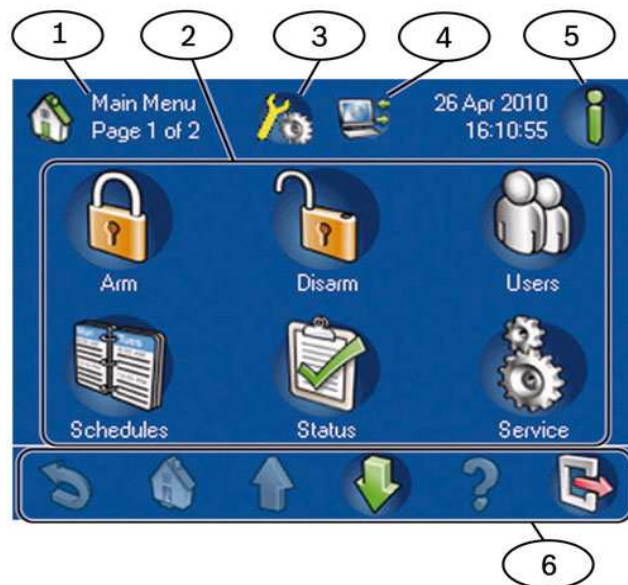 1 2 3 4 5
Main Menu
Page 1 of 2
26 Apr 2010
16:10:55
Arm Disarm Users
Tues
Schedules Status Service
?
6